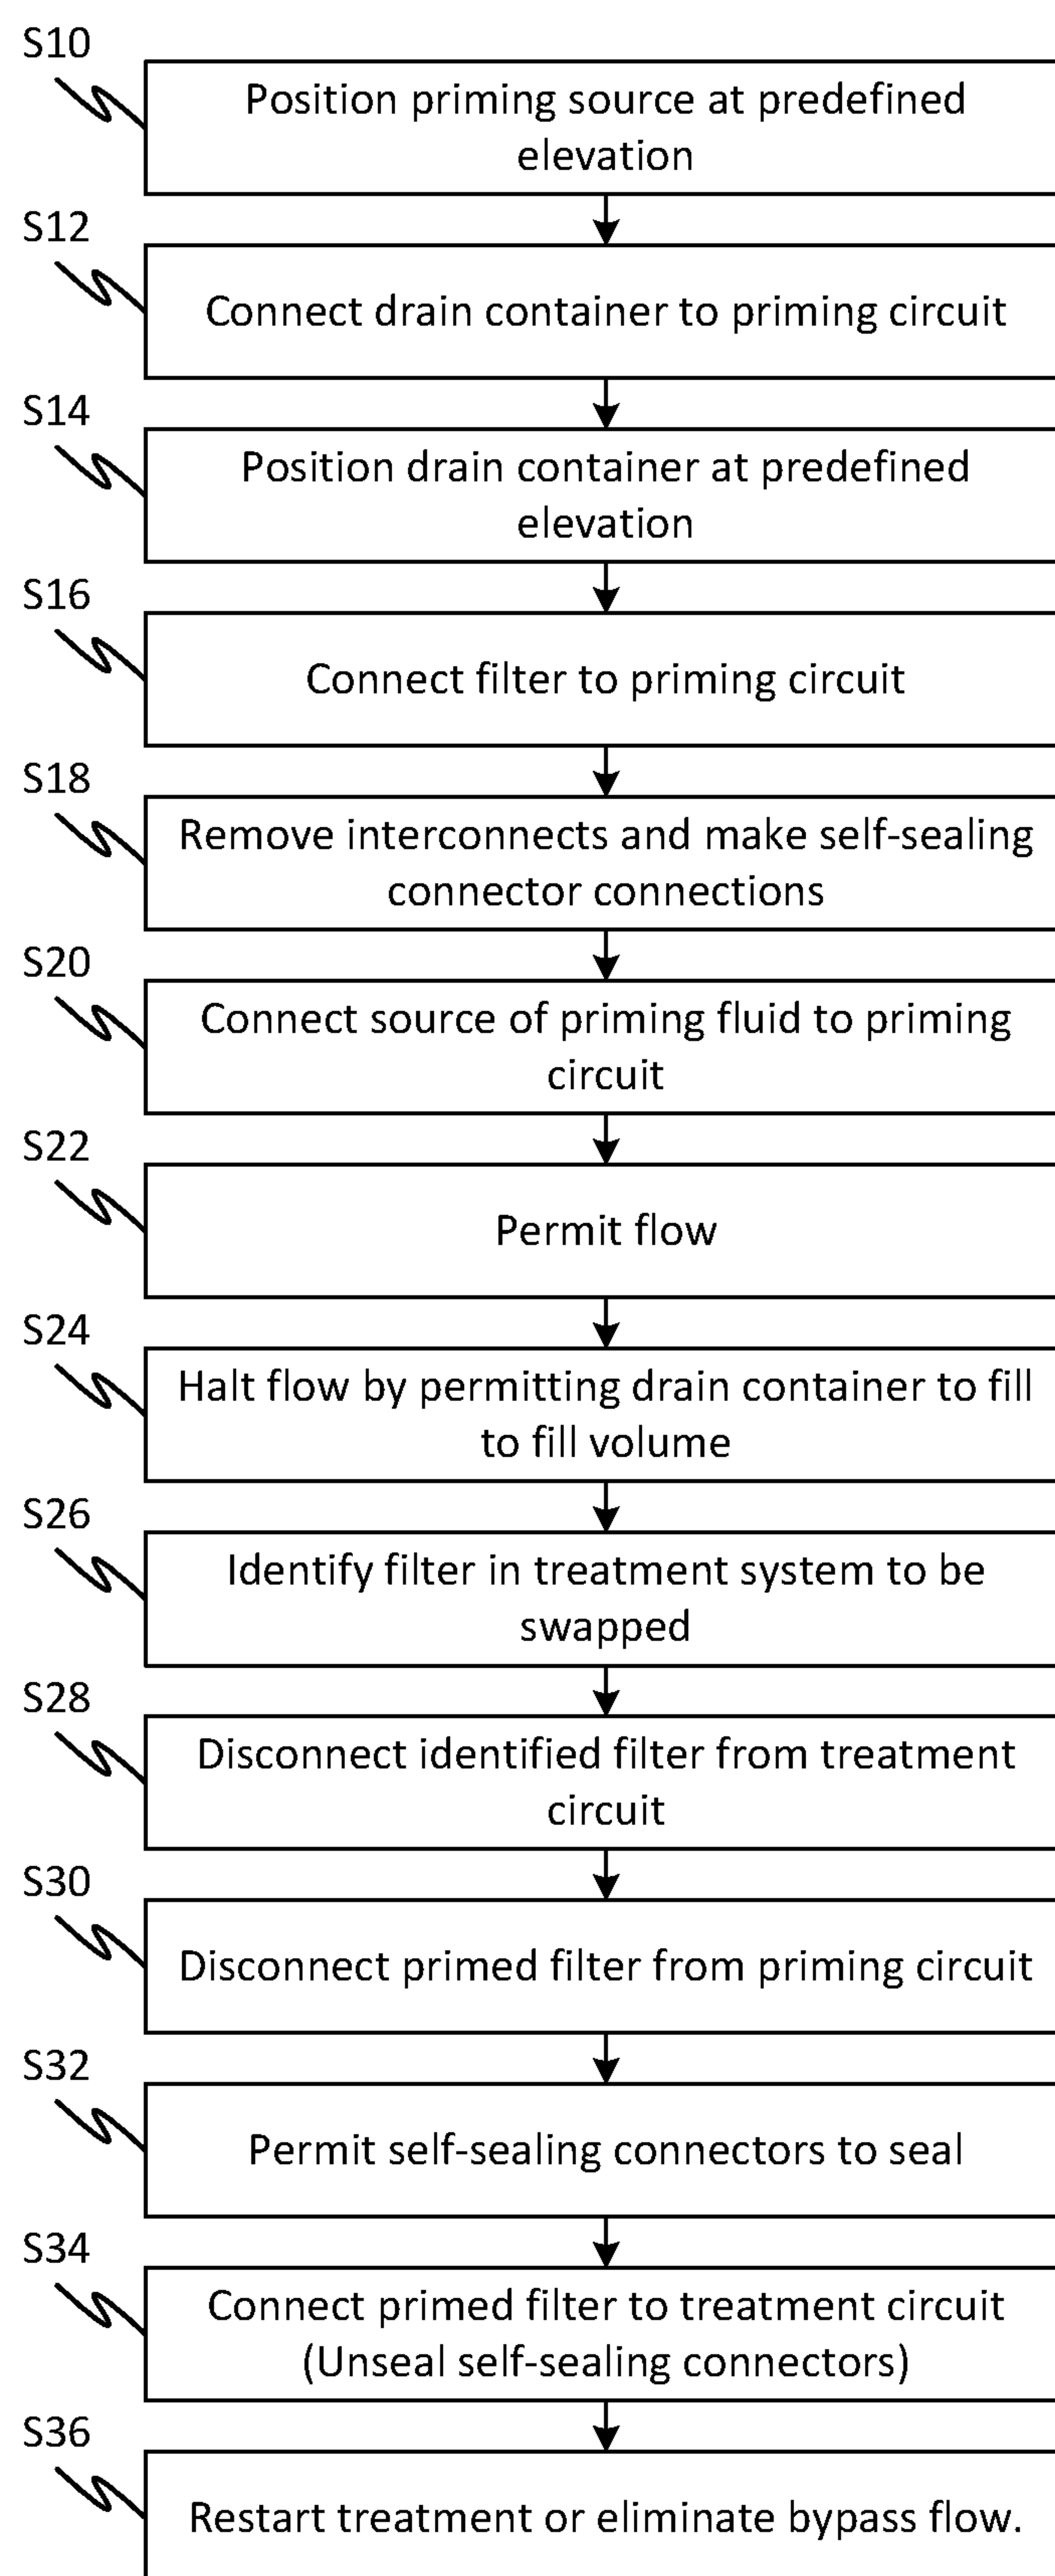 S10
Position priming source at predefined
elevation
S12
Connect drain container to priming circuit
S14
Position drain container at predefined
elevation
S16
Connect filter to priming circuit
S18
Remove interconnects and make self-sealing
connector connections
S20
Connect source of priming fluid to priming
circuit
S22
Permit flow
S24
Halt flow by permitting drain container to fill
to fill volume
S26
Identify filter in treatment system to be
swapped
S28
Disconnect identified filter from treatment
circuit
S30
Disconnect primed filter from priming circuit
S32
Permit self-sealing connectors to seal
S34
Connect primed filter to treatment circuit
(Unseal self-sealing connectors)
S36
Restart treatment or eliminate bypass flow.